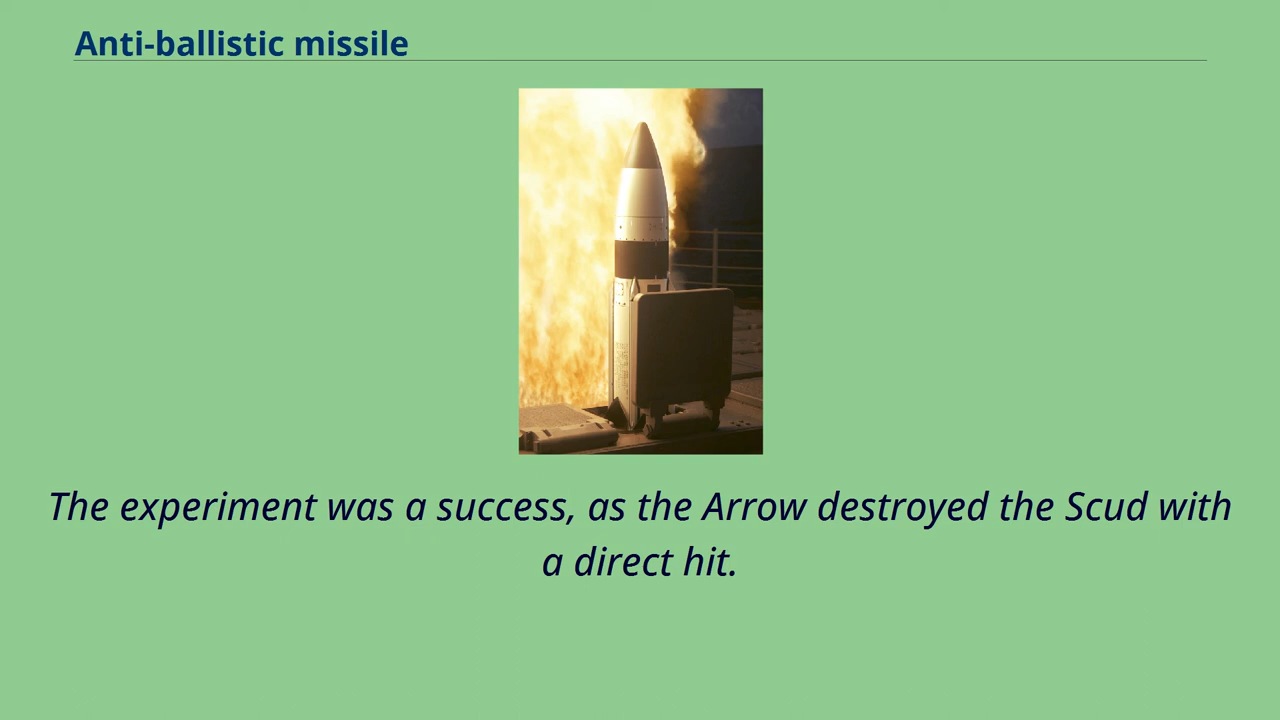 Anti-ballistic missile
The experiment was a success, as the Arrow destroyed the Scud with
a direct hit.